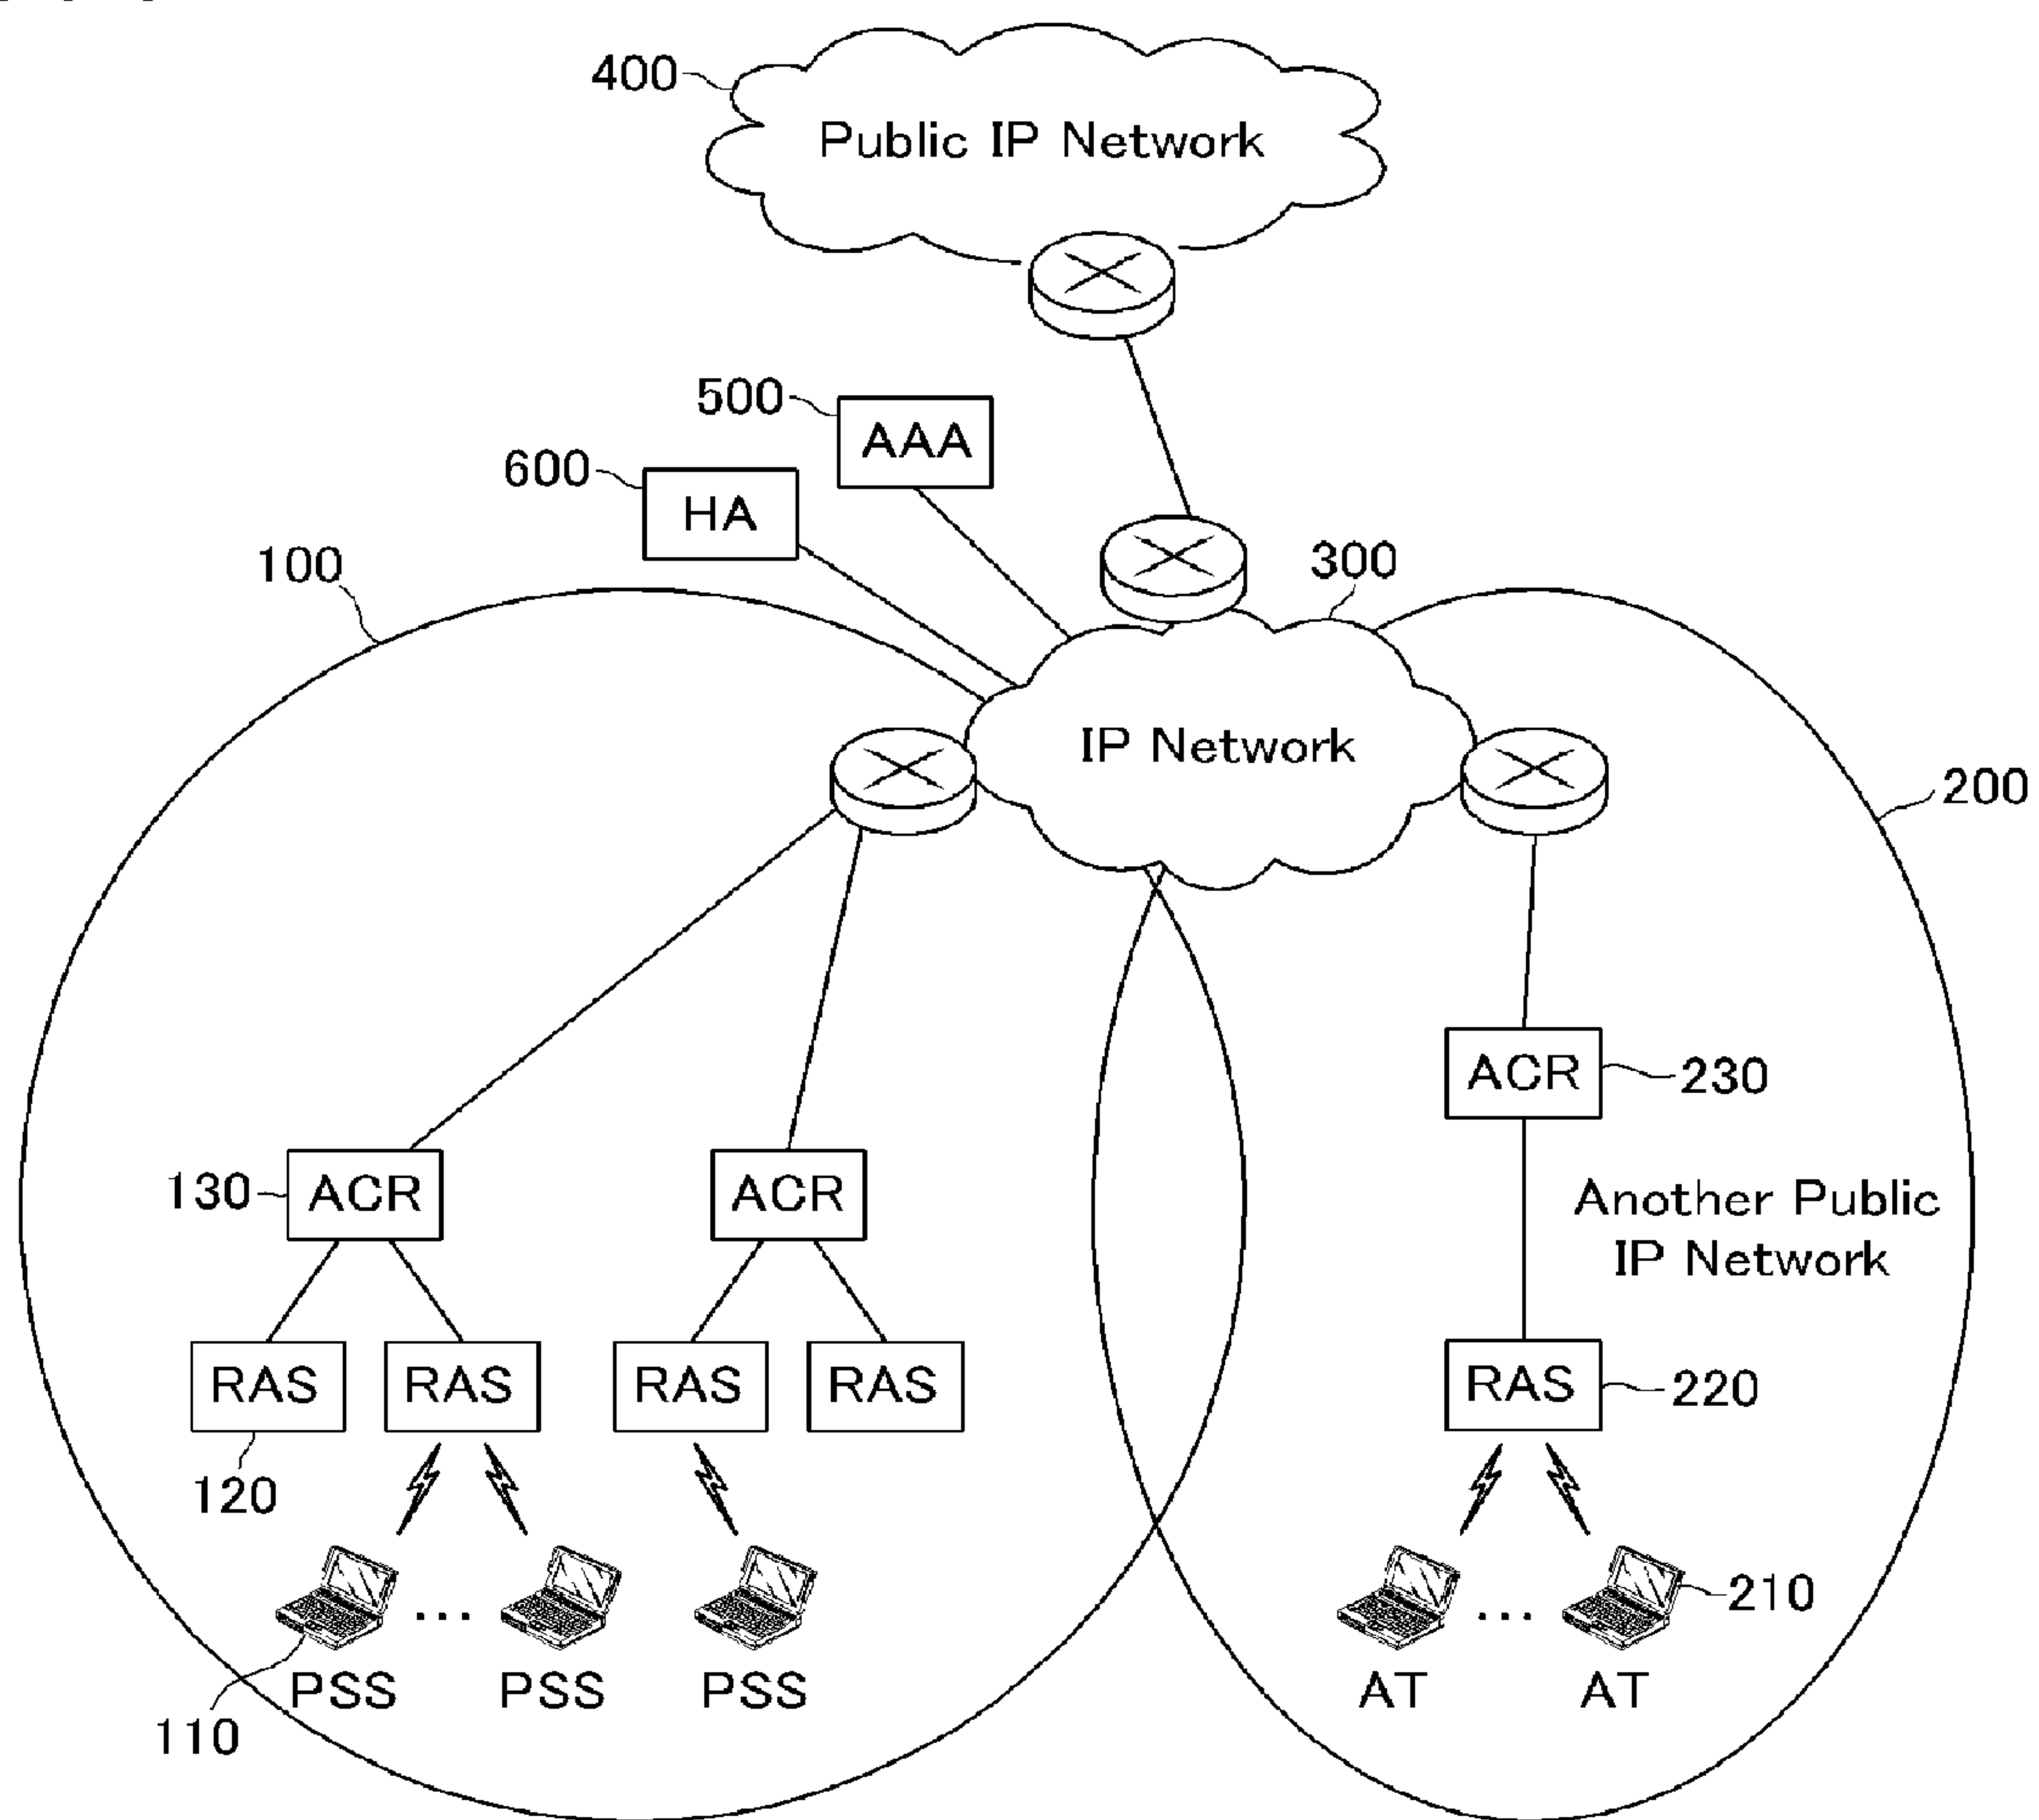 400
Public IP Network
500
AAA
600
HA
100
300
IP Network
200
ACR
230
130
ACR
ACR
Another Public
IP Network
RAS
RAS
RAS
RAS
RAS
220
120
...
...
210
PSS
PSS
PSS
AT
AT
110